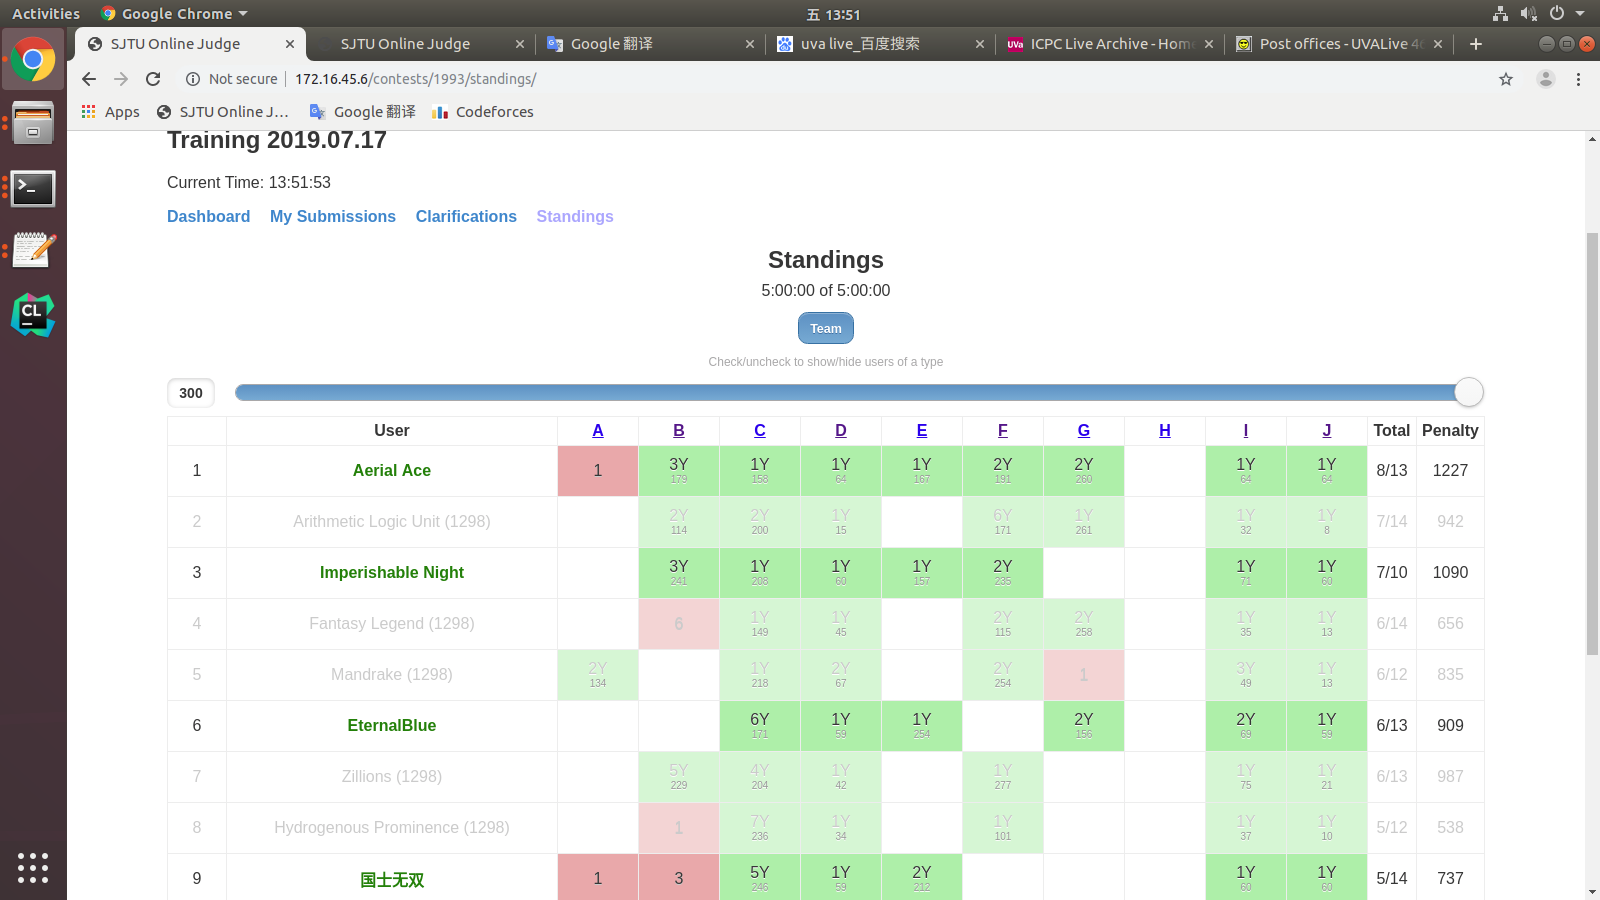 Activities Google Chrome 五 13:51
SJTU Online Judge SJTU Online Judge Google 翻译 uva live_百度搜索 UVa ICPC Live Archive - Home Post offices - UVALive 4
Not secure 172.16.45.6/contests/1993/standings/
Apps SJTU Online J… Google 翻译 Codeforces
Training 2019.07.17
Current Time: 13:51:53
Dashboard My Submissions Clarifications Standings
Standings
5:00:00 of 5:00:00
Team
Check/uncheck to show/hide users of a type
300
User A B C D E F G H I J Total Penalty
1 Aerial Ace 1 3Y 1Y 1Y 1Y 2Y 2Y 1Y 1Y 8/13 1227
179 158 64 167 191 260 64 64
2 Arithmetic Logic Unit (1298) 2Y 2Y 1Y 6Y 1Y 1Y 1Y 7/14 942
114 200 15 171 261 32 8
3 Imperishable Night 3Y 1Y 1Y 1Y 2Y 1Y 1Y 7/10 1090
241 208 60 157 235 71 60
4 Fantasy Legend (1298) 6 1Y 1Y 2Y 2Y 1Y 1Y 6/14 656
149 45 115 258 35 13
5 Mandrake (1298) 2Y 1Y 2Y 2Y 1 3Y 1Y 6/12 835
134 218 67 254 49 13
6 EternalBlue 6Y 1Y 1Y 2Y 2Y 1Y 6/13 909
171 59 254 156 69 59
7 Zillions (1298) 5Y 4Y 1Y 1Y 1Y 1Y 6/13 987
229 204 42 277 75 21
8 Hydrogenous Prominence (1298) 1 7Y 1Y 1Y 1Y 1Y 5/12 538
236 34 101 37 10
9 国士无双 1 3 5Y 1Y 2Y 1Y 1Y 5/14 737
246 59 212 60 60
CL